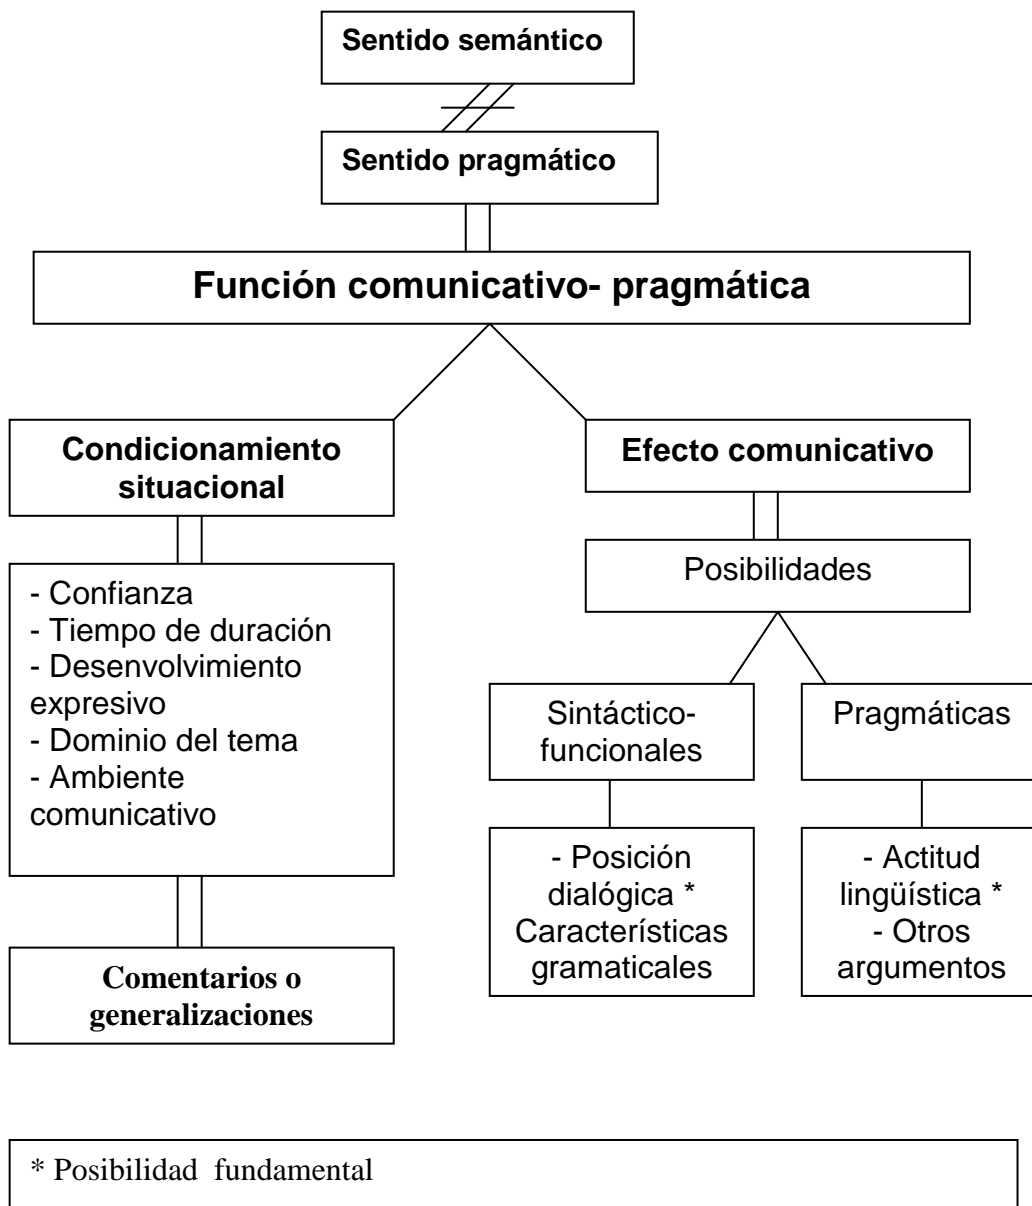 Sentido semántico
Sentido pragmático
Función comunicativo- pragmática
Condicionamiento
situacional
- Confianza
- Tiempo de duración
- Desenvolvimiento
expresivo
- Dominio del tema
- Ambiente
comunicativo
Comentarios o
generalizaciones
Efecto comunicativo
Posibilidades
Sintáctico-
funcionales
- Posición
dialógica *
Características
gramaticales
Pragmáticas
- Actitud
lingüística *
- Otros
argumentos
* Posibilidad fundamental